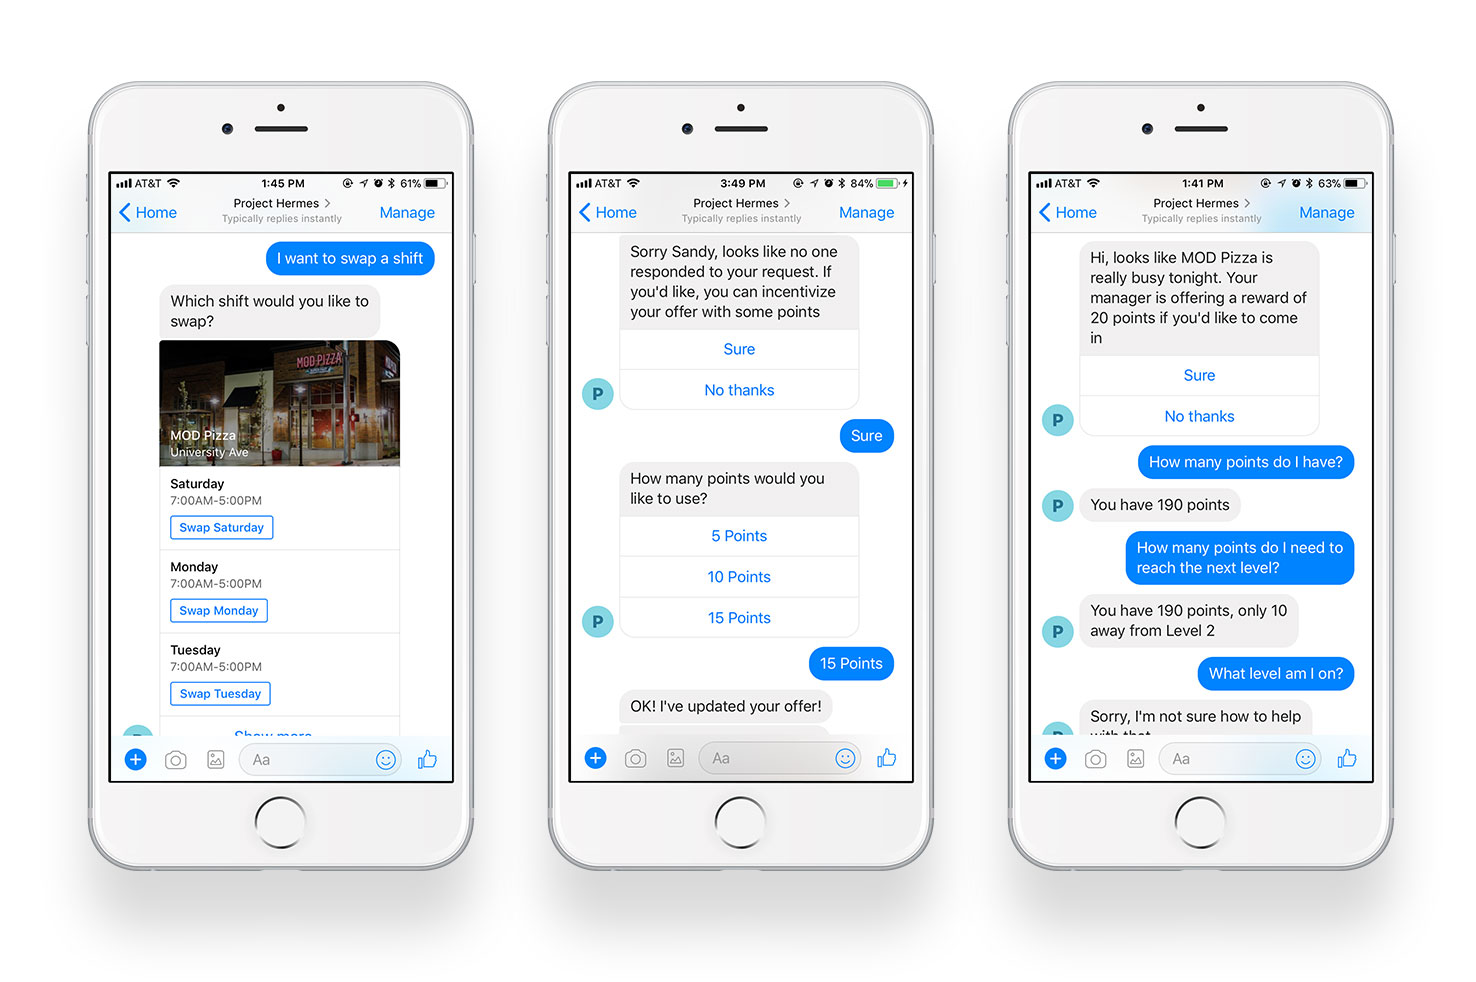 AT&T 1:45 PM 61%
Home Project Hermes Manage
Typically replies instantly
I want to swap a shift
Which shift would you like to
swap?
MOD PIZZA
MOD Pizza
University Ave
Saturday
7:00AM-5:00PM
Swap Saturday
Monday
7:00AM-5:00PM
Swap Monday
Tuesday
7:00AM-5:00PM
Swap Tuesday
Show more
Aa
AT&T 3:49 PM 84%
Home Project Hermes Manage
Typically replies instantly
Sorry Sandy, looks like no one
responded to your request. If
you'd like, you can incentivize
your offer with some points
Sure
No thanks
P
Sure
How many points would you
like to use?
5 Points
10 Points
15 Points
P
15 Points
OK! I've updated your offer!
Aa
AT&T 1:41 PM 63%
Home Project Hermes Manage
Typically replies instantly
Hi, looks like MOD Pizza is
really busy tonight. Your
manager is offering a reward of
20 points if you'd like to come
in
Sure
No thanks
P
How many points do I have?
P
You have 190 points
How many points do I need to
reach the next level?
You have 190 points, only 10
away from Level 2
P
What level am I on?
Sorry, I'm not sure how to help
with that
P
Aa